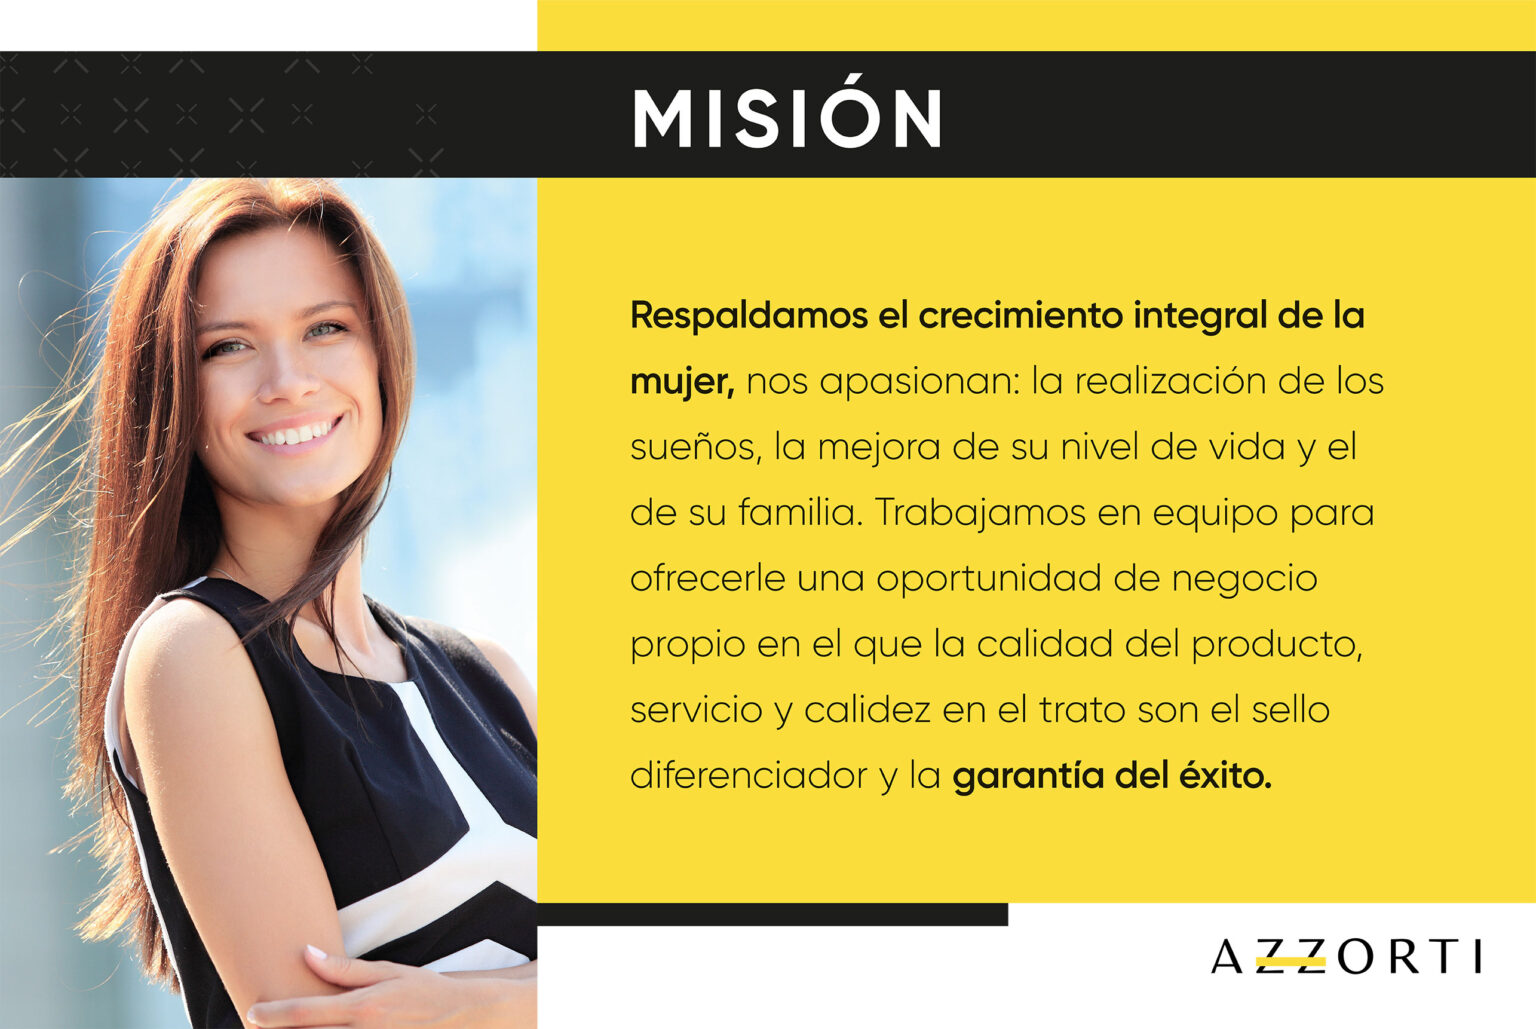 MISIÓN
Respaldamos el crecimiento integral de la
mujer, nos apasionan: la realización de los
sueños, la mejora de su nivel de vida y el
de su familia. Trabajamos en equipo para
ofrecerle una oportunidad de negocio
propio en el que la calidad del producto,
servicio y calidez en el trato son el sello
diferenciador y la garantía del éxito.
AZZORTI